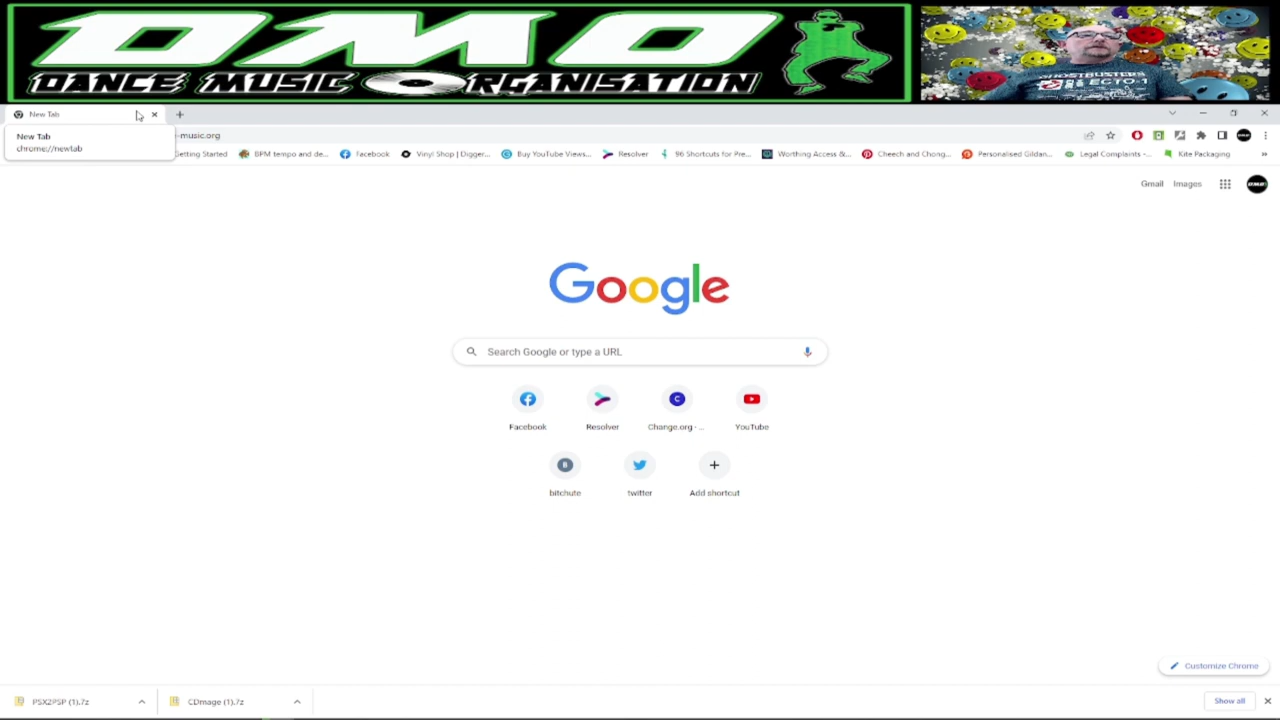 DMO
DANCE MUSIC ORGANISATION
GHOSTBUSTERS
ECTO-1
New Tab
New Tab
chrome://newtab
-music.org
Getting Started
BPM tempo and de...
Facebook
Vinyl Shop | Digger...
Buy YouTube Views...
Resolver
96 Shortcuts for Pre...
Worthing Access &...
Cheech and Chong...
Personalised Gildan...
Legal Complaints -...
Kite Packaging
»
Gmail
Images
Google
Search Google or type a URL
Facebook
Resolver
C
Change.org - ...
YouTube
B
bitchute
twitter
Add shortcut
Customize Chrome
PSX2PSP (1).7z
CDmage (1).7z
Show all